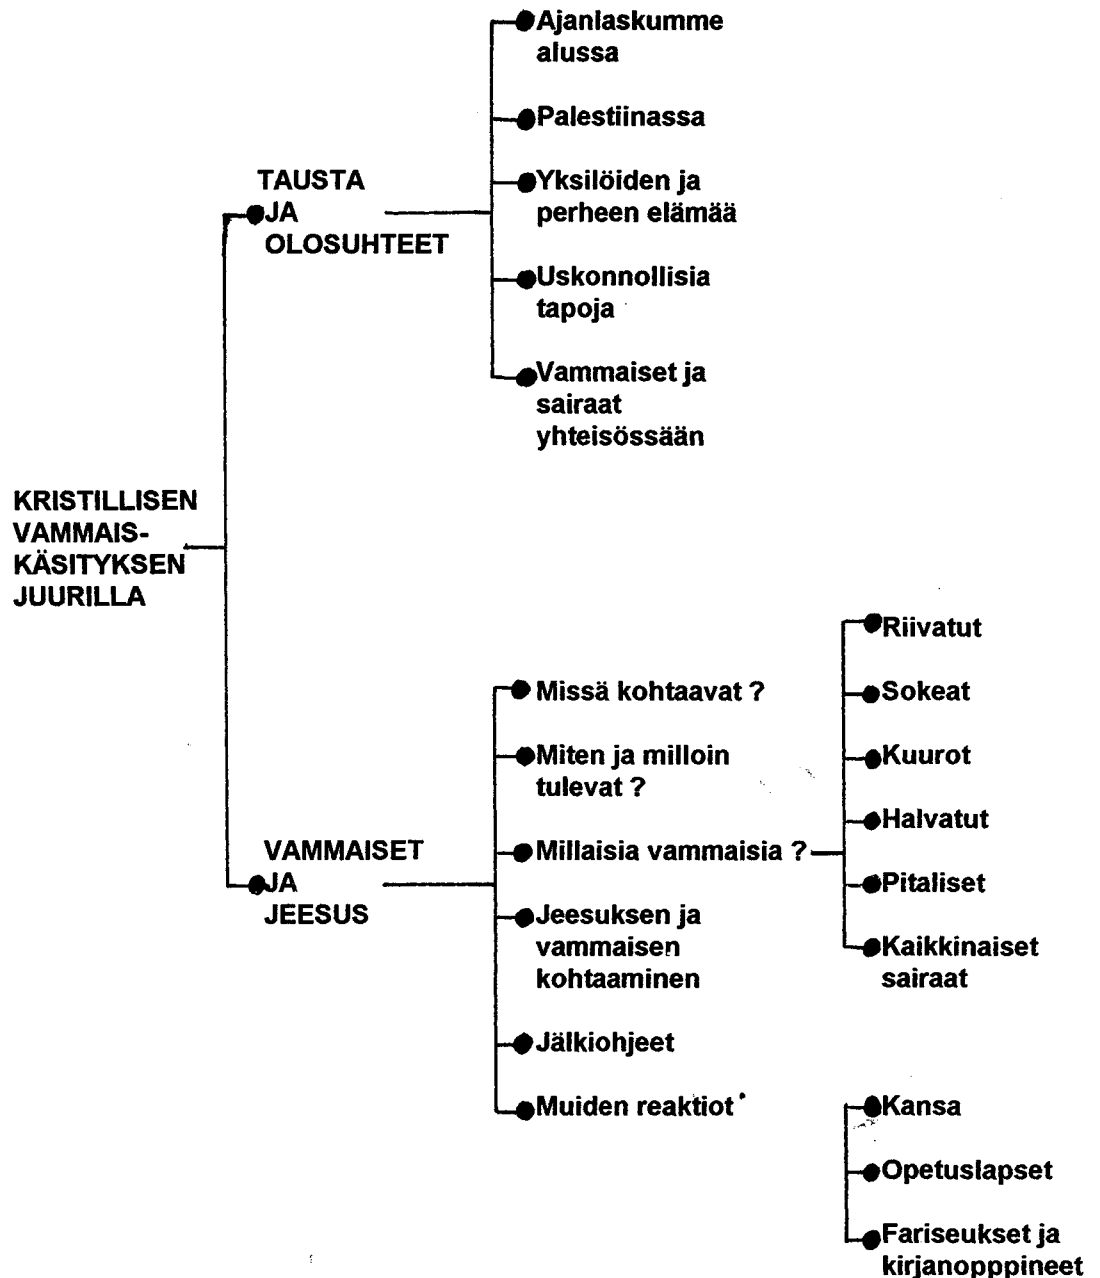 KRISTILLISEN
VAMMAIS-
KÄSITYKSEN
JUURILLA
TAUSTA
JA
OLOSUHTEET
Ajanlaskumme
alussa
Palestiinassa
Yksilöiden ja
perheen elämää
Uskonnollisia
tapoja
Vammaiset ja
sairaat
yhteisössään
VAMMAISET
JA
JEESUS
Missä kohtaavat ?
Miten ja milloin
tulevat ?
Millaisia vammaisia ?
Riivatut
Sokeat
Kuurot
Halvatut
Pitaliset
Kaikkinaiset
sairaat
Jeesuksen ja
vammaisen
kohtaaminen
Jälkiohjeet
Muiden reaktiot
Kansa
Opetuslapset
Fariseukset ja
kirjanopppineet